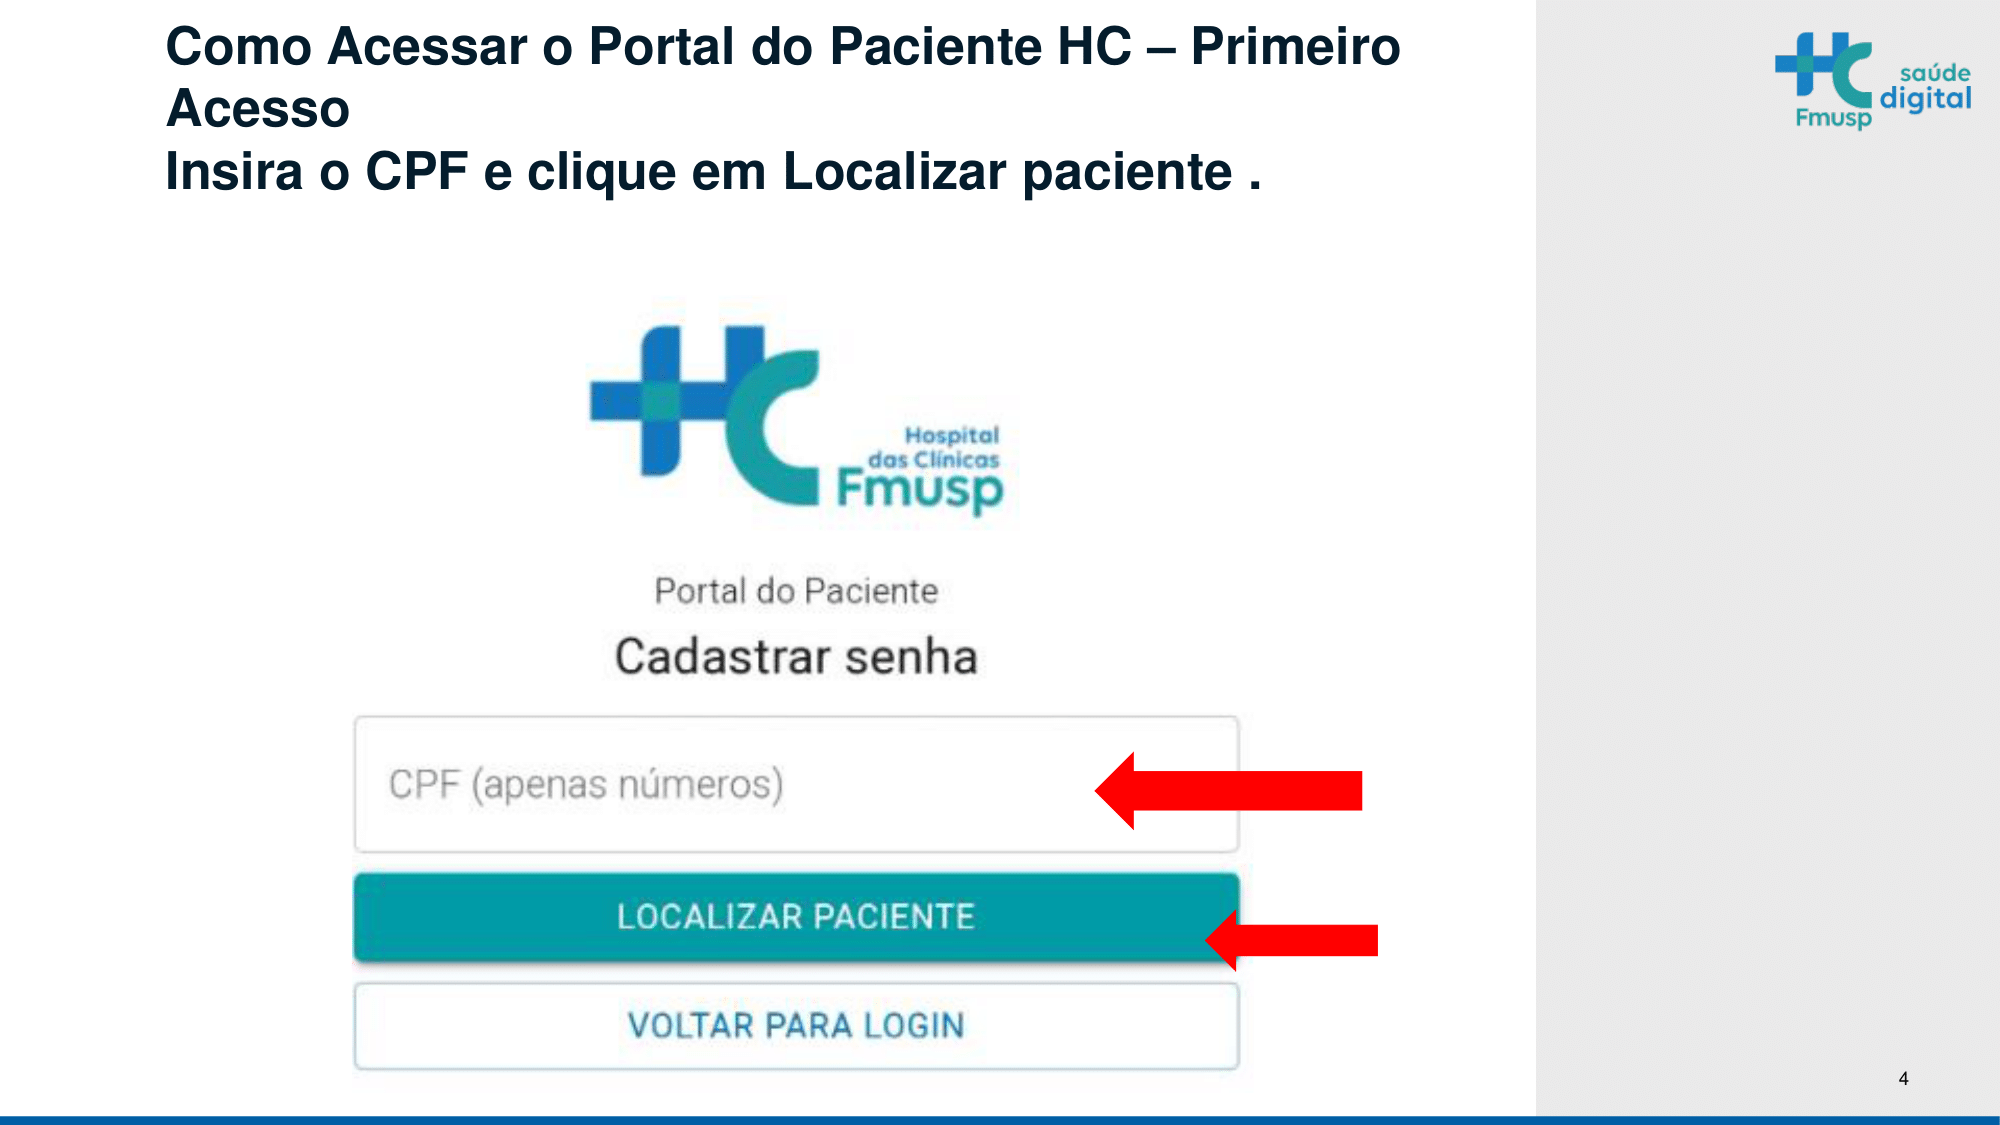 Como Acessar o Portal do Paciente HC – Primeiro
Acesso
Insira o CPF e clique em Localizar paciente .
HC
saúde
digital
Fmusp
HC
Hospital
das Clínicas
Fmusp
Portal do Paciente
Cadastrar senha
CPF (apenas números)
LOCALIZAR PACIENTE
VOLTAR PARA LOGIN
4